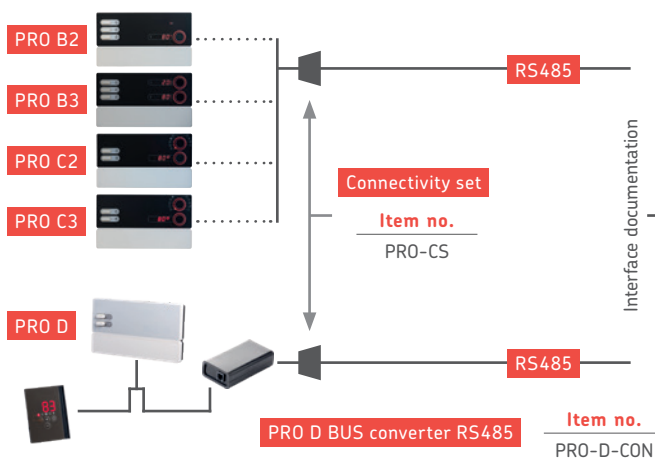 PRO B2
PRO B3
PRO C2
PRO C3
RS485
Connectivity set
Item no.
PRO-CS
Interface documentation
PRO D
83
RS485
PRO D BUS converter RS485
Item no.
PRO-D-CON